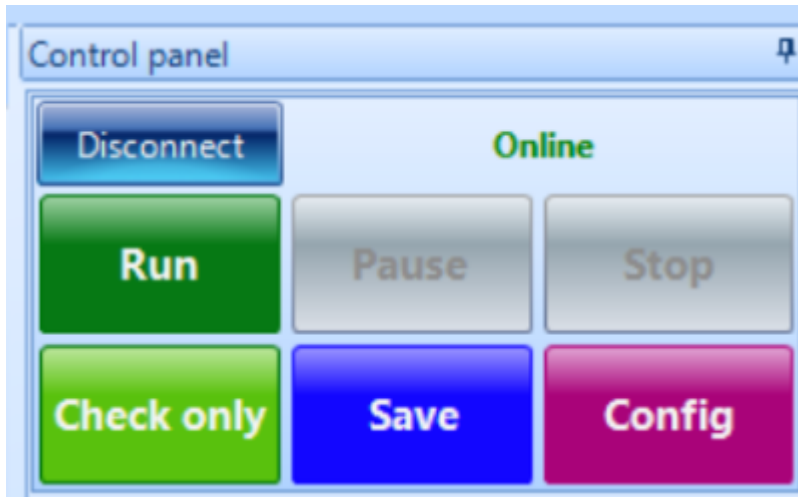 Control panel
Disconnect Online
Run Pause Stop
Check only Save Config